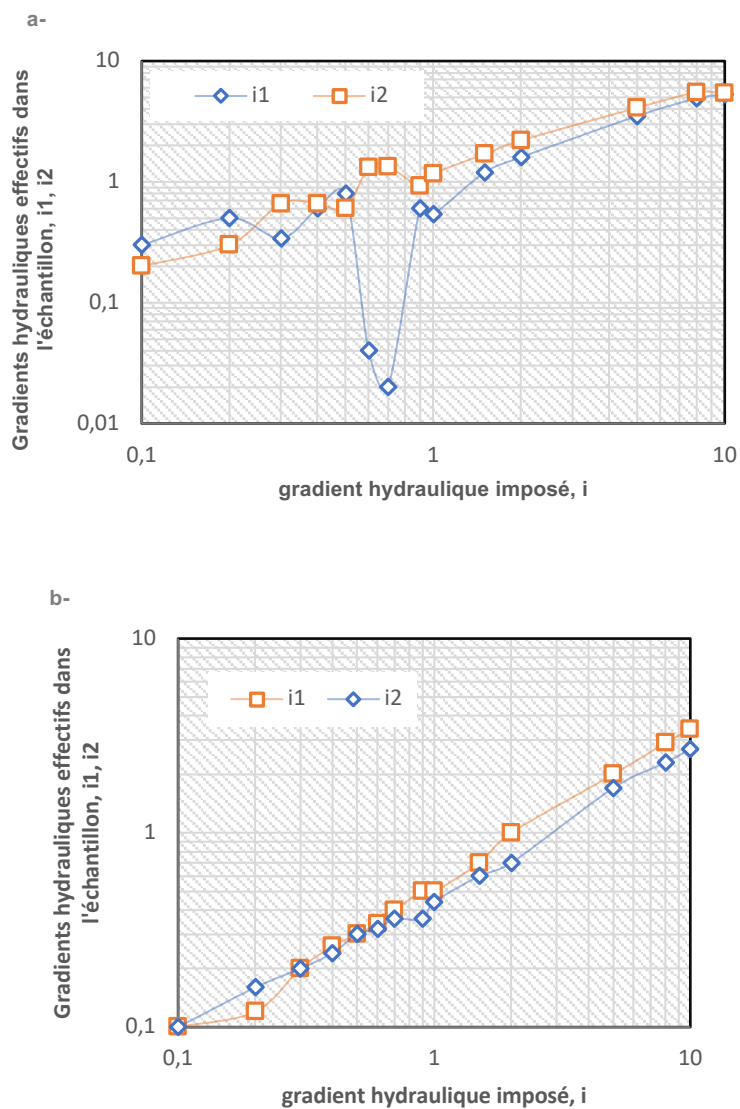 a-
Gradients hydrauliques effectifs dans
l'échantillon, i1, i2
10
1
0,1
0,01
i1
i2
0,1
1
10
gradient hydraulique imposé, i
b-
Gradients hydrauliques effectifs dans
l'échantillon, i1, i2
10
1
0,1
i1
i2
0,1
1
10
gradient hydraulique imposé, i